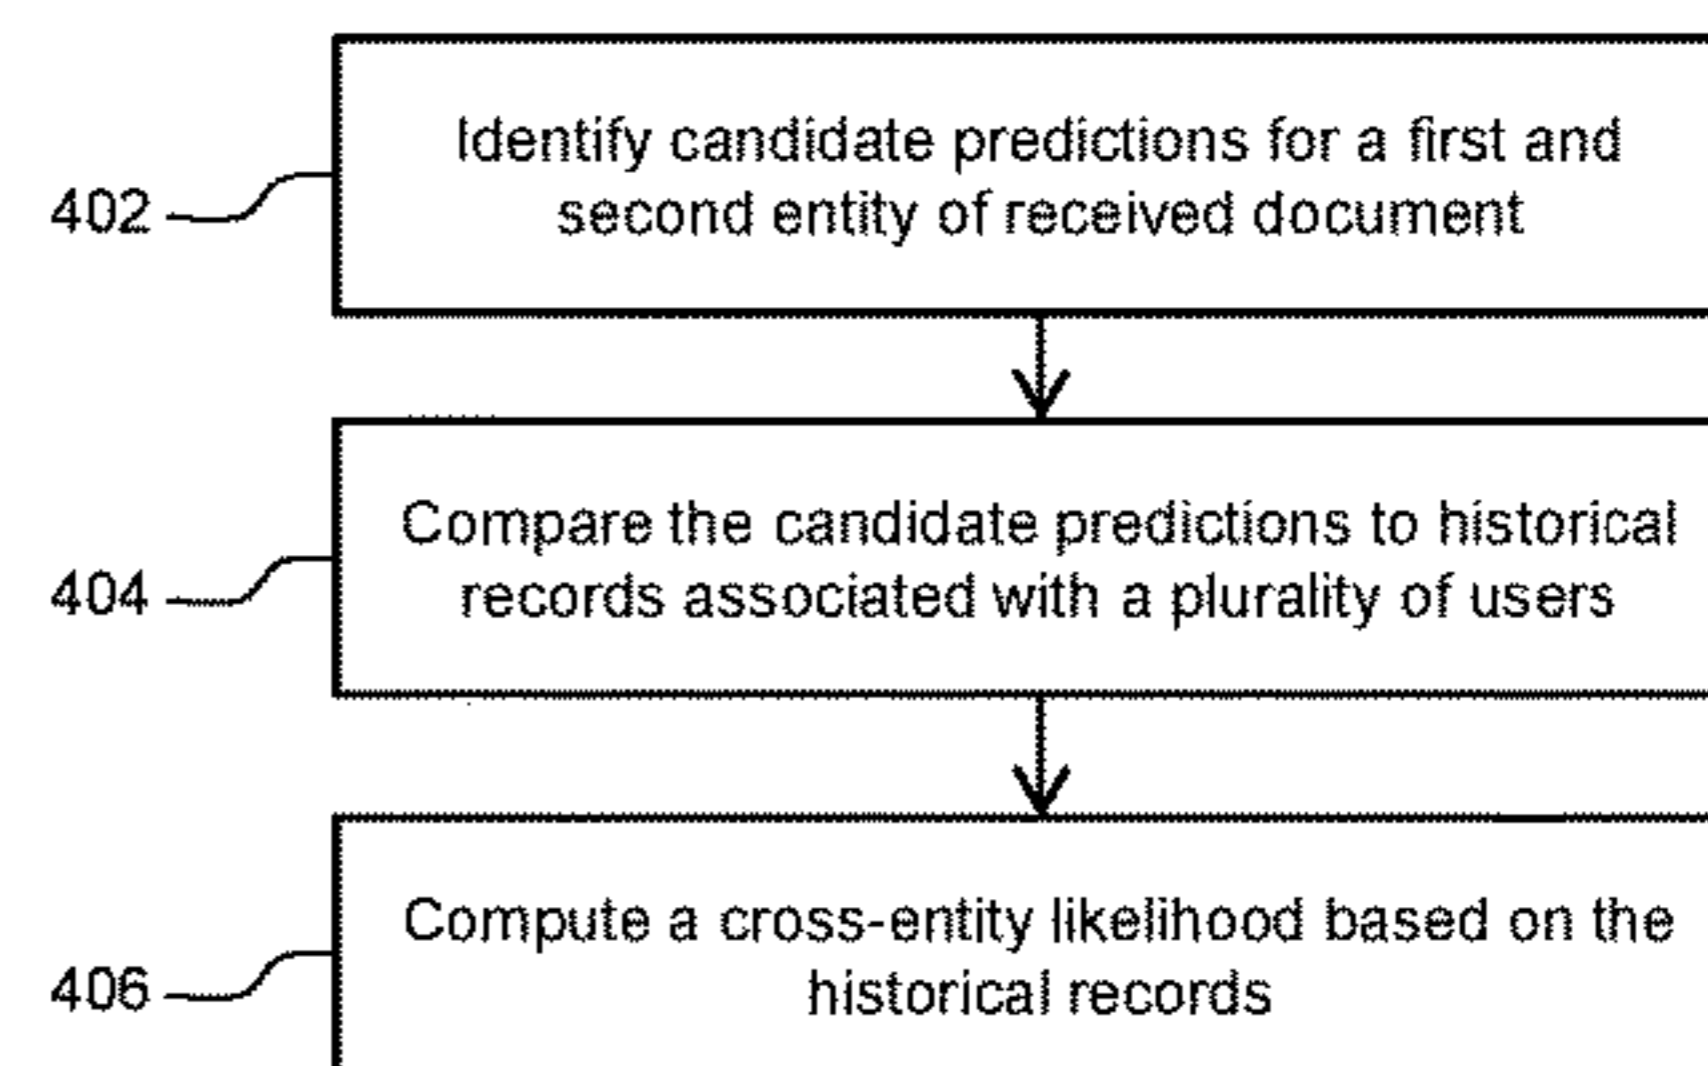 Identify candidate predictions for a first and
second entity of received document
402
Compare the candidate predictions to historical
records associated with a plurality of users
404
Compute a cross-entity likelihood based on the
historical records
406